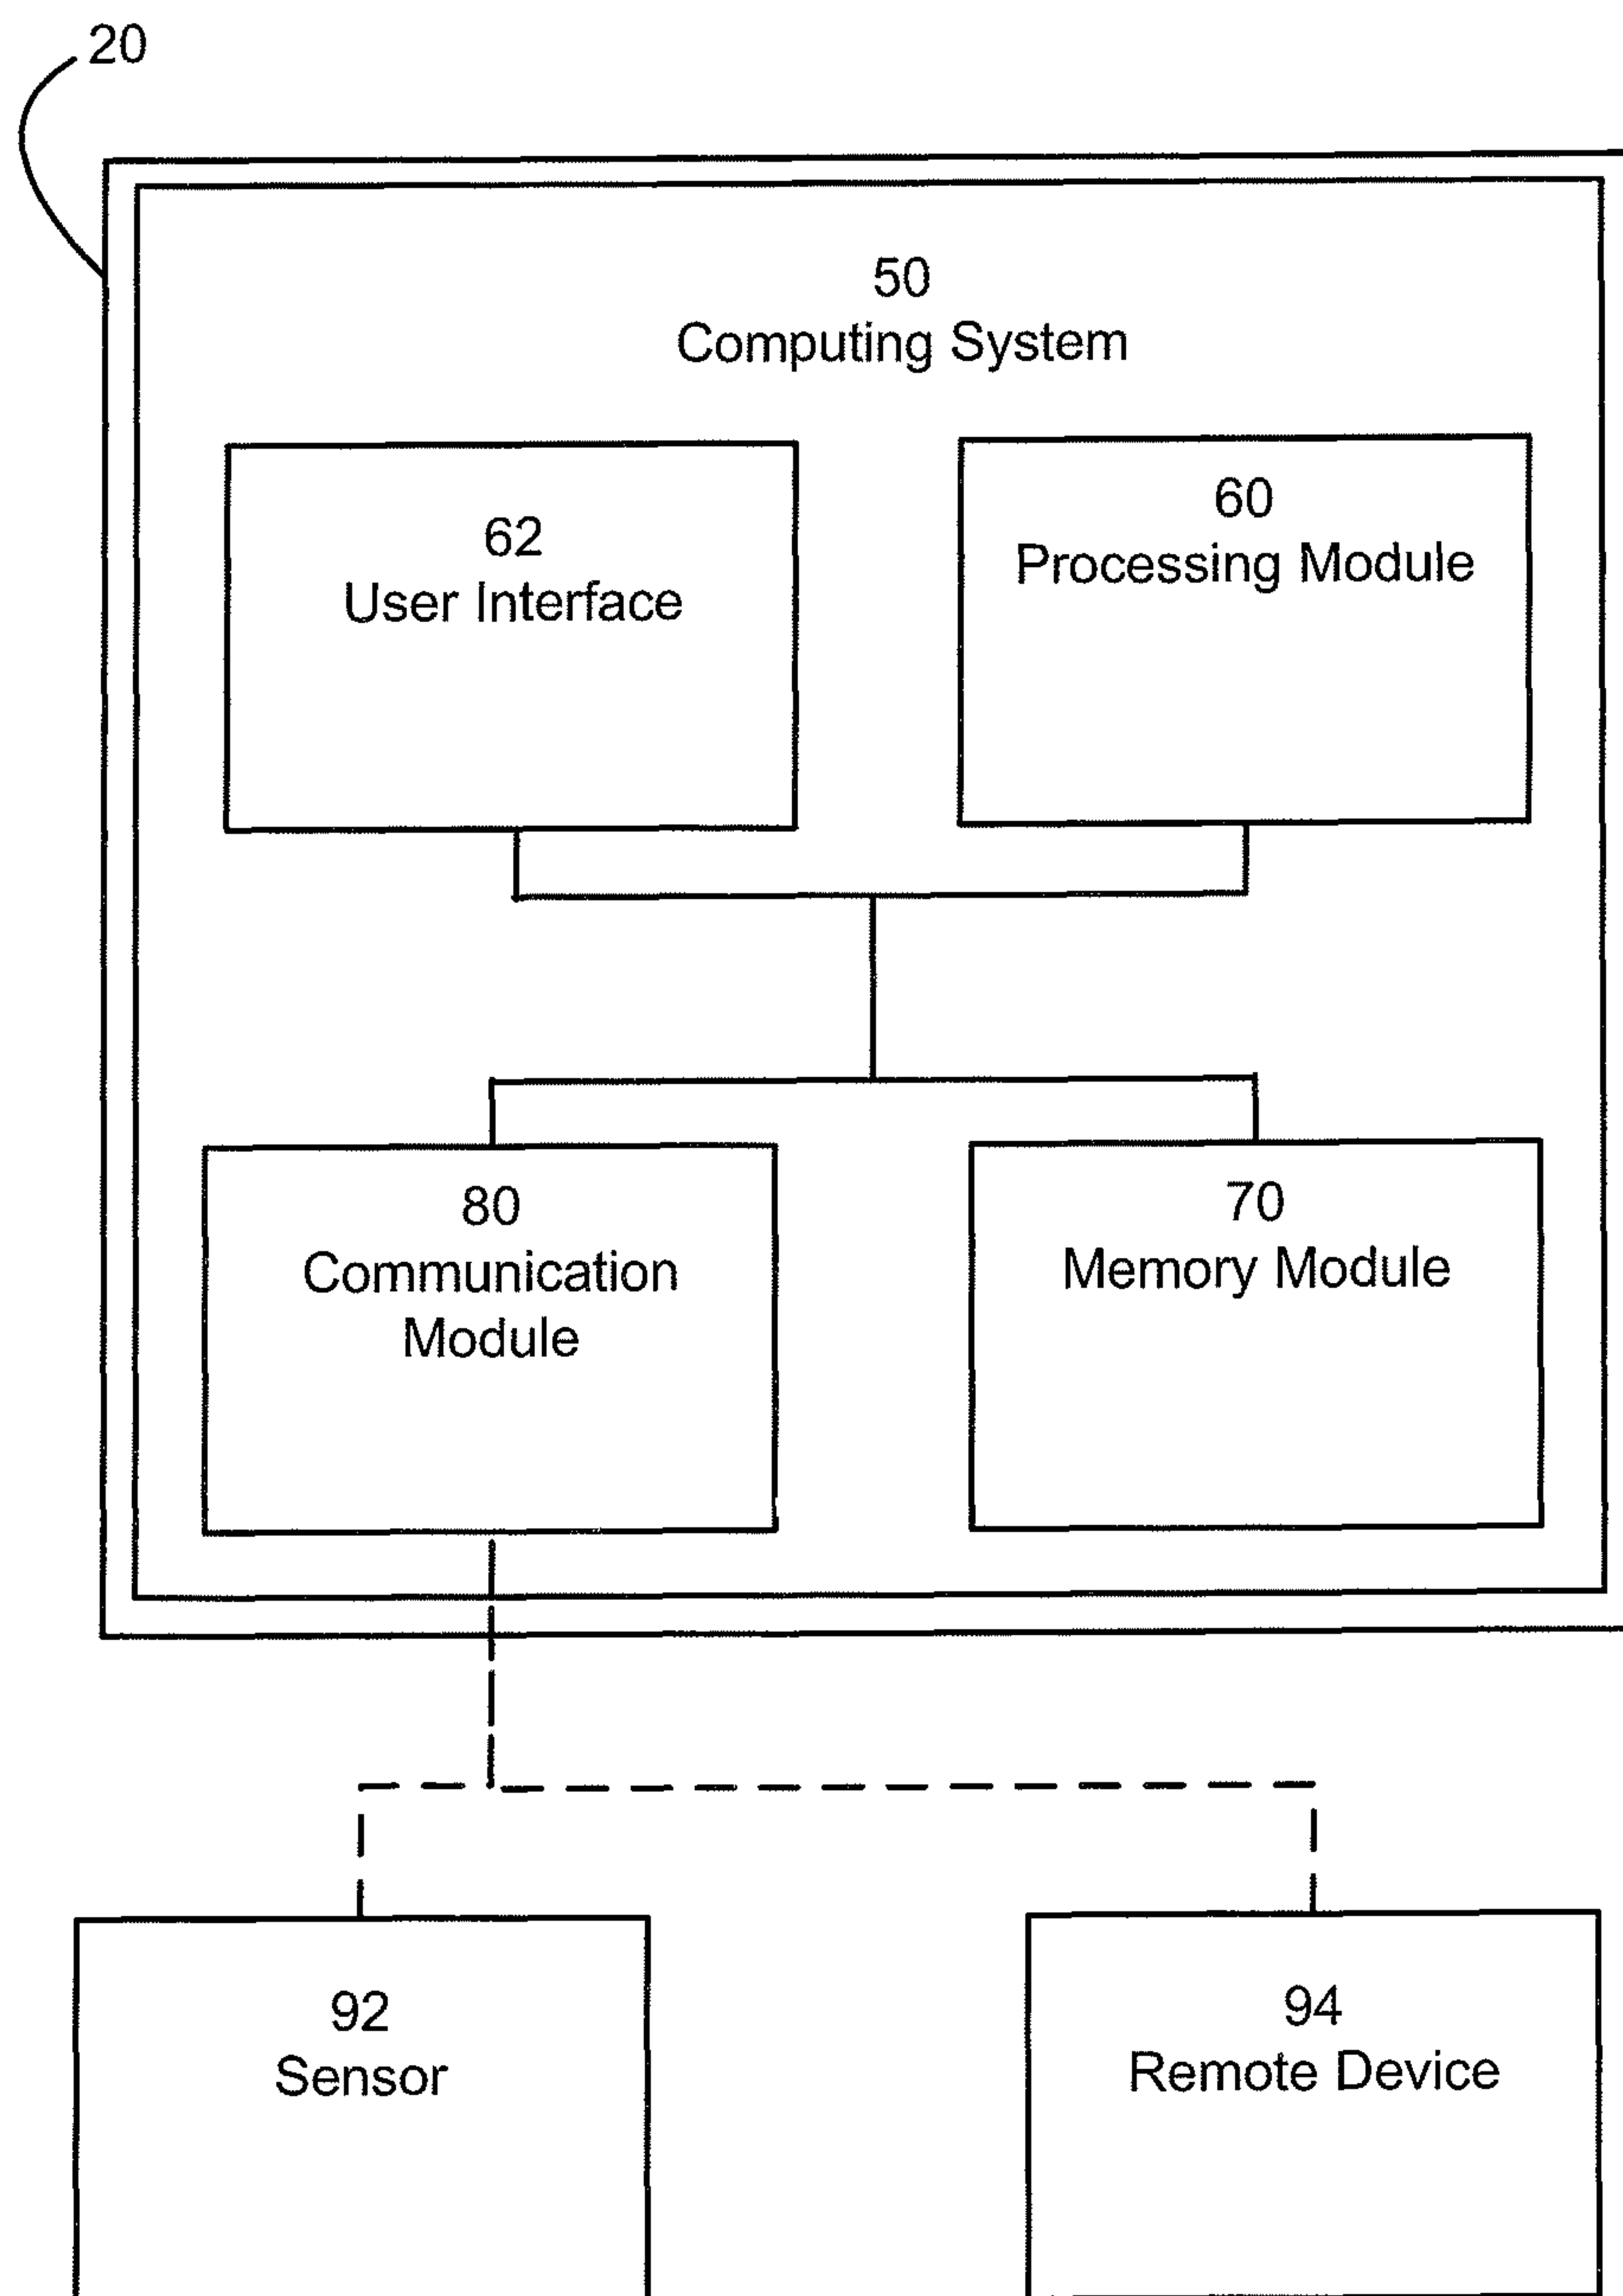 20
50
Computing System
62
User Interface
60
Processing Module
80
Communication
Module
70
Memory Module
92
Sensor
94
Remote Device